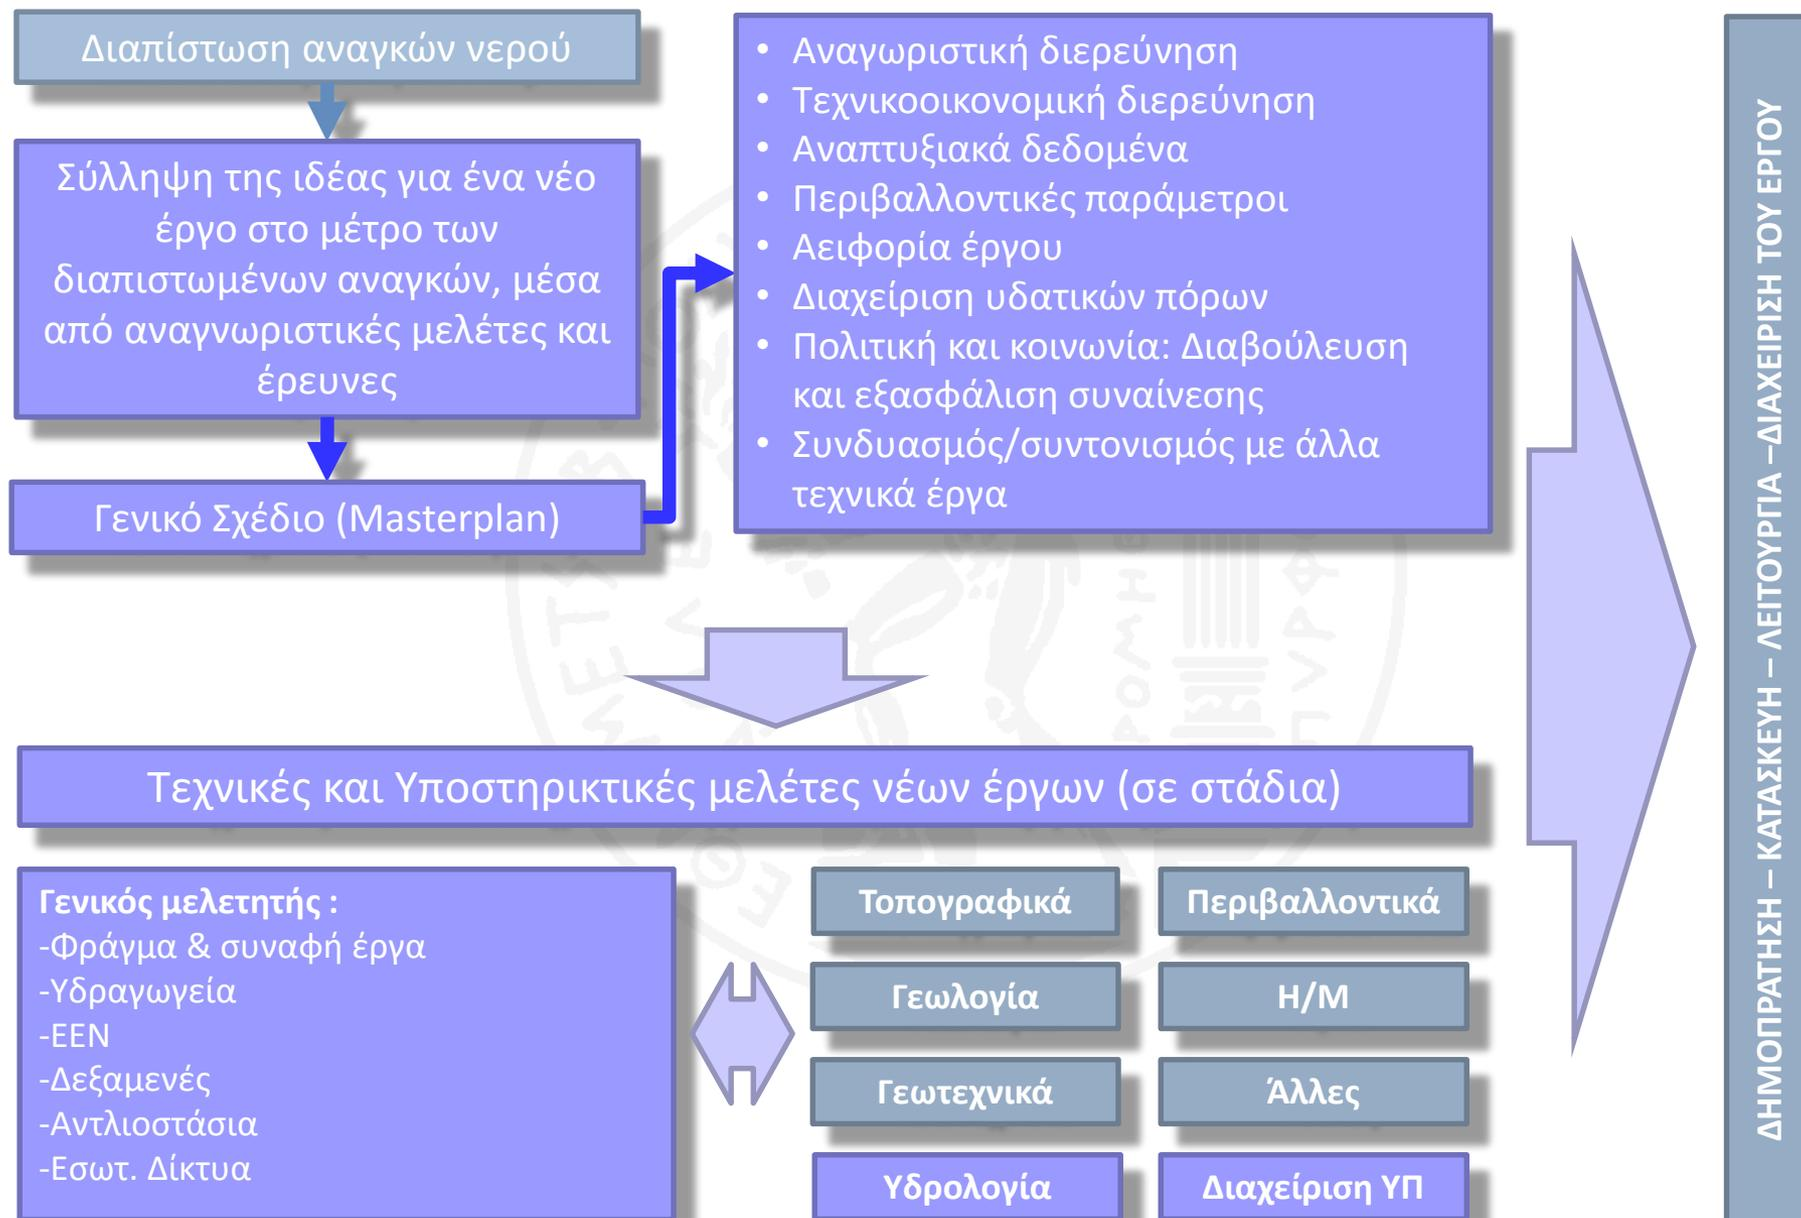 Διαπίστωση αναγκών νερού
Σύλληψη της ιδέας για ένα νέο
έργο στο μέτρο των
διαπιστωμένων αναγκών, μέσα
από αναγνωριστικές μελέτες και
έρευνες
Γενικό Σχέδιο (Masterplan)
• Αναγωριστική διερεύνηση
• Τεχνικοοικονομική διερεύνηση
• Αναπτυξιακά δεδομένα
• Περιβαλλοντικές παράμετροι
• Αειφορία έργου
• Διαχείριση υδατικών πόρων
• Πολιτική και κοινωνία: Διαβούλευση
και εξασφάλιση συναίνεσης
• Συνδυασμός/συντονισμός με άλλα
τεχνικά έργα
Τεχνικές και Υποστηρικτικές μελέτες νέων έργων (σε στάδια)
Γενικός μελετητής :
-Φράγμα & συναφή έργα
-Υδραγωγεία
-ΕΕΝ
-Δεξαμενές
-Αντλιοστάσια
-Εσωτ. Δίκτυα
Τοπογραφικά
Περιβαλλοντικά
Γεωλογία
Η/Μ
Γεωτεχνικά
Άλλες
Υδρολογία
Διαχείριση ΥΠ
ΔΗΜΟΠΡΑΤΗΣΗ – ΚΑΤΑΣΚΕΥΗ – ΛΕΙΤΟΥΡΓΙΑ –ΔΙΑΧΕΙΡΙΣΗ ΤΟΥ ΕΡΓΟΥ